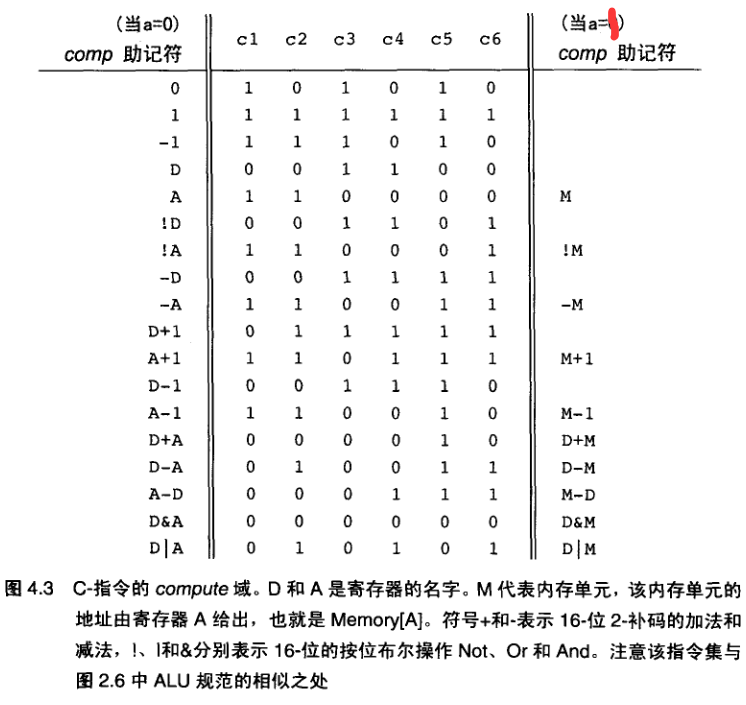 （当a=0） c1 c2 c3 c4 c5 c6 （当a=）
comp 助记符 comp 助记符
0 1 0 1 0 1 0
1 1 1 1 1 1 1
-1 1 1 1 0 1 0
D 0 0 1 1 0 0
A 1 1 0 0 0 0 M
!D 0 0 1 1 0 1
!A 1 1 0 0 0 1 !M
-D 0 0 1 1 1 1
-A 1 1 0 0 1 1 -M
D+1 0 1 1 1 1 1
A+1 1 1 0 1 1 1 M+1
D-1 0 0 1 1 1 0
A-1 1 1 0 0 1 0 M-1
D+A 0 0 0 0 1 0 D+M
D-A 0 1 0 0 1 1 D-M
A-D 0 0 0 1 1 1 M-D
D&A 0 0 0 0 0 0 D&M
D|A 0 1 0 1 0 1 D|M
图 4.3 C-指令的 compute 域。D 和 A 是寄存器的名字。M 代表内存单元，该内存单元的
地址由寄存器 A 给出，也就是 Memory[A]。符号+和-表示 16-位 2-补码的加法和
减法，!、|和&分别表示 16-位的按位布尔操作 Not、Or 和 And。注意该指令集与
图 2.6 中 ALU 规范的相似之处